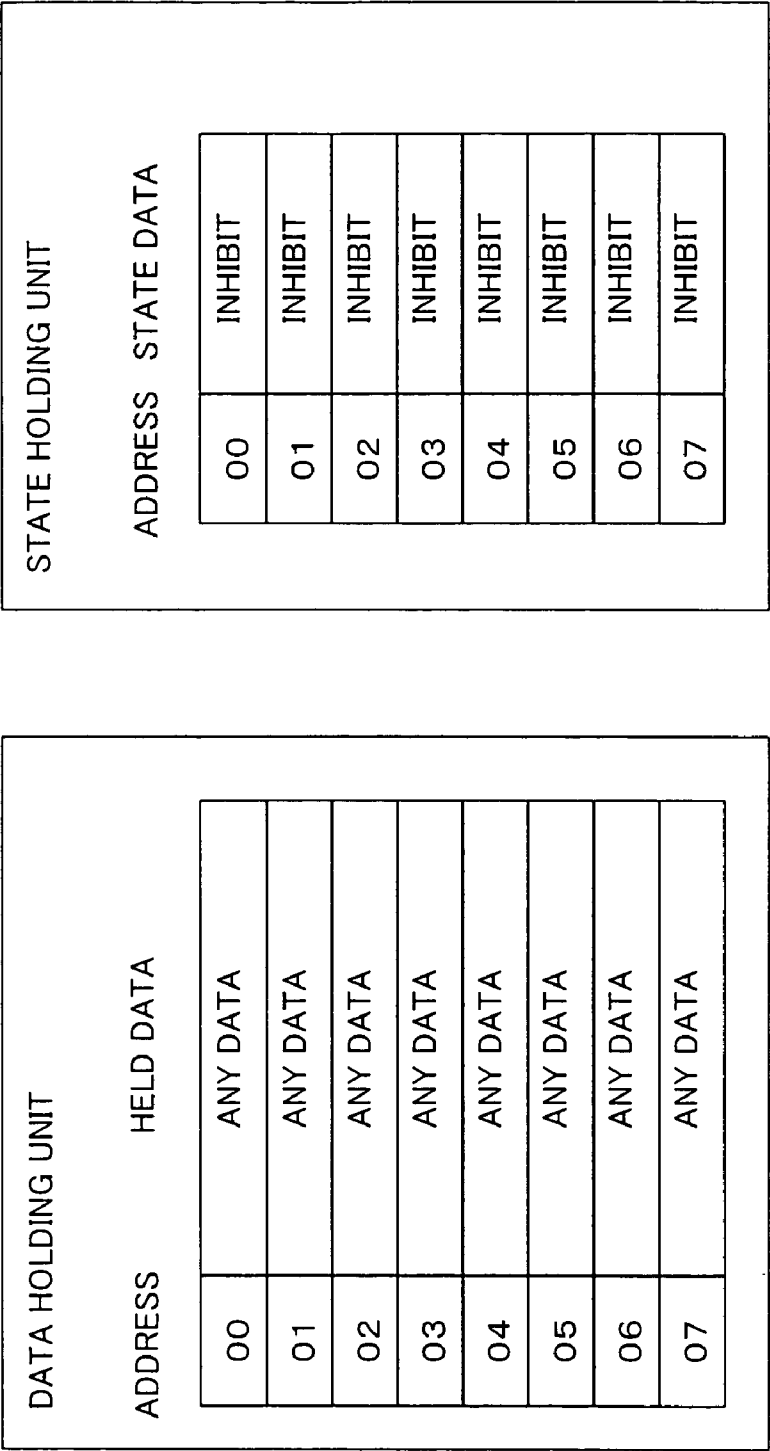 DATA HOLDING UNIT
ADDRESS HELD DATA
00 ANY DATA
01 ANY DATA
02 ANY DATA
03 ANY DATA
04 ANY DATA
05 ANY DATA
06 ANY DATA
07 ANY DATA
STATE HOLDING UNIT
ADDRESS STATE DATA
00 INHIBIT
01 INHIBIT
02 INHIBIT
03 INHIBIT
04 INHIBIT
05 INHIBIT
06 INHIBIT
07 INHIBIT